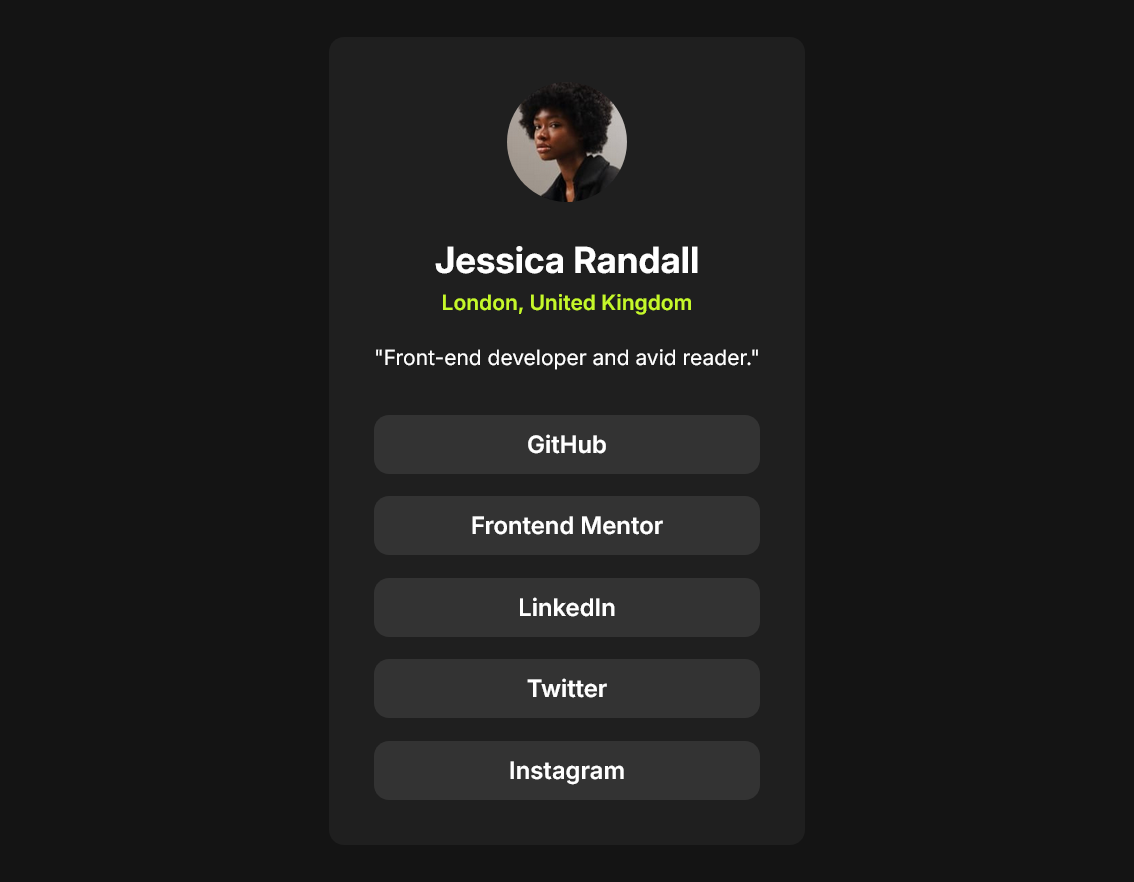 Jessica Randall
London, United Kingdom
"Front-end developer and avid reader."
GitHub
Frontend Mentor
LinkedIn
Twitter
Instagram